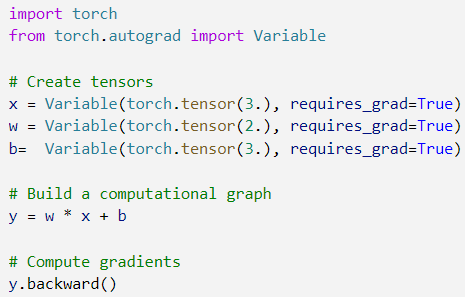 import torch
from torch.autograd import Variable
# Create tensors
x = Variable(torch.tensor(3.), requires_grad=True)
w = Variable(torch.tensor(2.), requires_grad=True)
b=  Variable(torch.tensor(3.), requires_grad=True)
# Build a computational graph
y = w * x + b
# Compute gradients
y.backward()